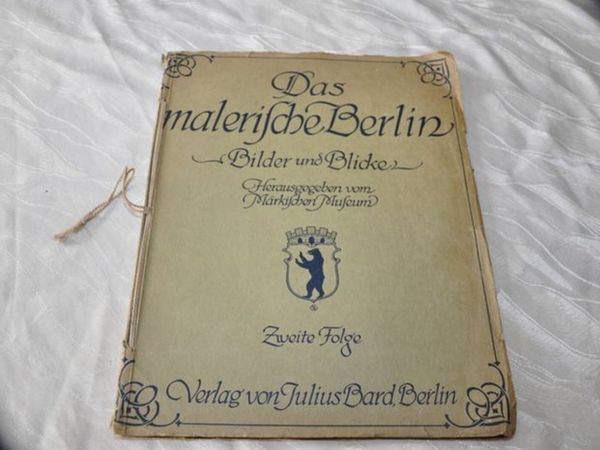 Das
maleriſche Berlin
Bilder und Blicke
Herausgegeben vom
Märkiſchen Muſeum
Zweite Folge
Verlag von Julius Bard, Berlin